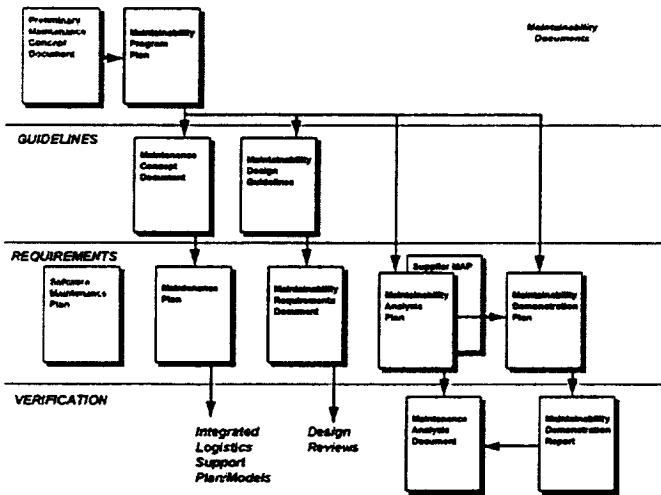 Preliminary
Maintenance
Concept
Document
Maintainability
Program
Plan
Maintainability
Documents
GUIDELINES
Maintenance
Concept
Document
Maintainability
Design
Guidelines
REQUIREMENTS
Software
Maintenance
Plan
Maintenance
Plan
Maintainability
Requirements
Document
Supplier MAP
Maintainability
Analysis
Plan
Maintainability
Demonstration
Plan
VERIFICATION
Integrated
Logistics
Support
Plan/Models
Design
Reviews
Maintenance
Analysis
Document
Maintainability
Demonstration
Report